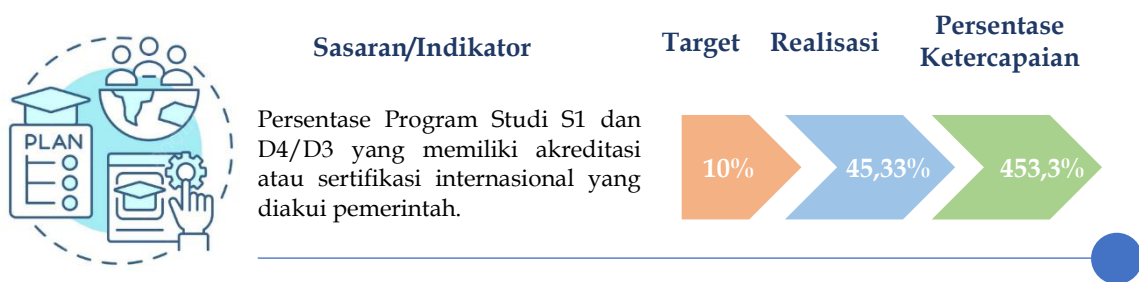 Sasaran/Indikator
Target
Realisasi
Persentase
Ketercapaian
PLAN
Persentase Program Studi S1 dan
D4/D3 yang memiliki akreditasi
atau sertifikasi internasional yang
diakui pemerintah.
10%
45,33%
453,3%